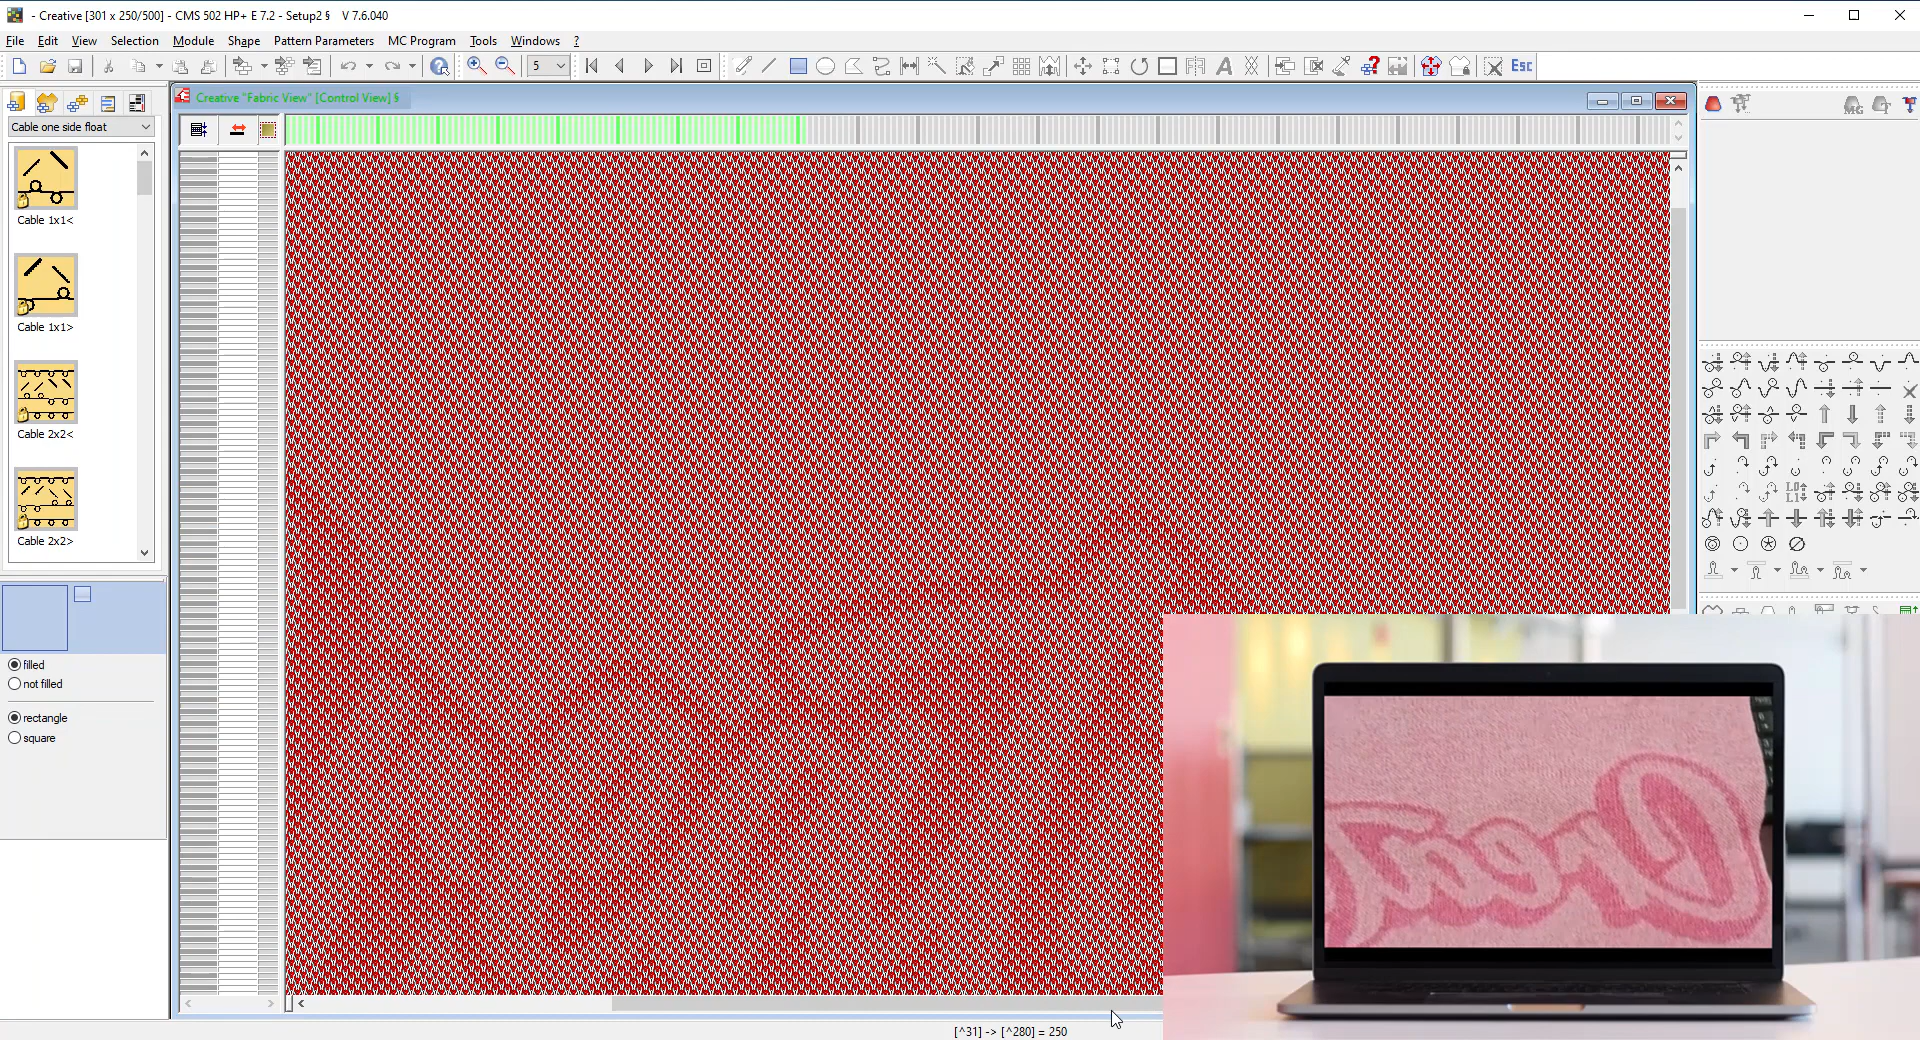 - Creative [301 x 250/500] - CMS 502 HP+ E 7.2 - Setup2 § V 7.6.040
File Edit View Selection Module Shape Pattern Parameters MC Program Tools Windows ?
5
Esc
Creative "Fabric View" [Control View] §
MG
Cable one side float
Cable 1x1<
Cable 1x1>
Cable 2x2<
Cable 2x2>
filled
not filled
rectangle
square
[^31] -> [^280] = 250